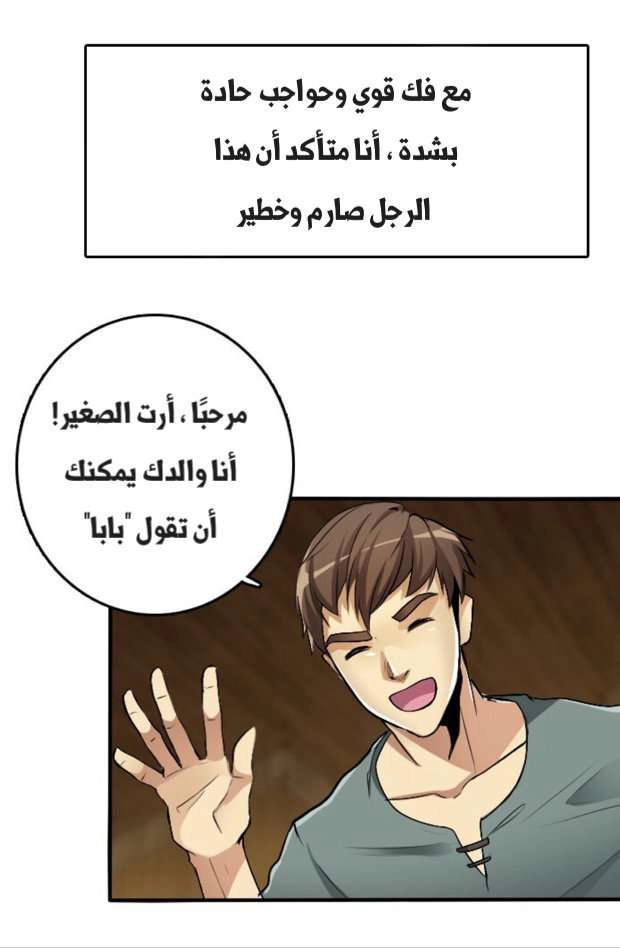 مع فك قوي وحواجب حادة
بشدة ، أنا متأكد أن هذا
الرجل صارم وخطير
مرحبًا ، أرت الصغير!
أنا والدك يمكنك
أن تقول "بابا"